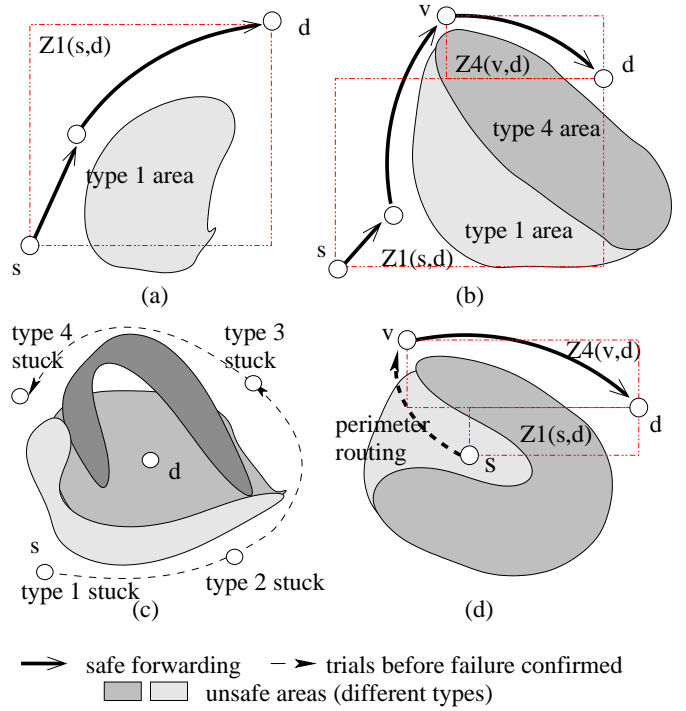 d
Z1(s,d)
type 1 area
s
(a)
v
Z4(v,d)
d
type 4 area
type 1 area
s
Z1(s,d)
(b)
type 4
stuck
type 3
stuck
d
s
type 1 stuck
type 2 stuck
(c)
v
Z4(v,d)
d
perimeter
routing
Z1(s,d)
s
(d)
safe forwarding
trials before failure confirmed
unsafe areas (different types)